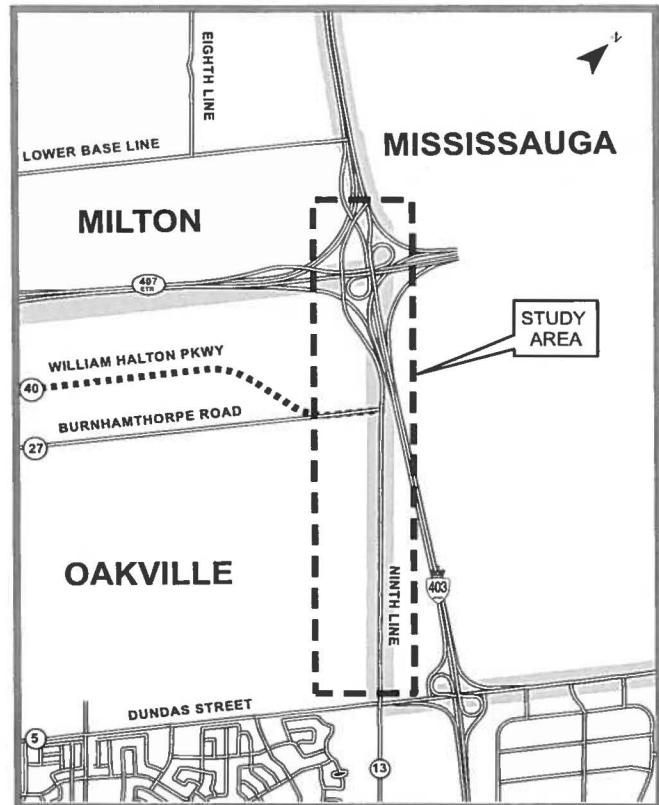 EIGHTH LINE
N
LOWER BASE LINE
MISSISSAUGA
MILTON
407
ETR
STUDY
AREA
WILLIAM HALTON PKWY
40
BURNHAMTHORPE ROAD
27
OAKVILLE
NINTH LINE
403
DUNDAS STREET
5
13